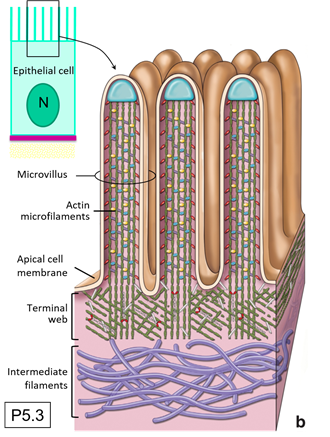 Epithelial cell
N
Microvillus
Actin
microfilaments
Apical cell
membrane
Terminal
web
Intermediate
filaments
P5.3
b